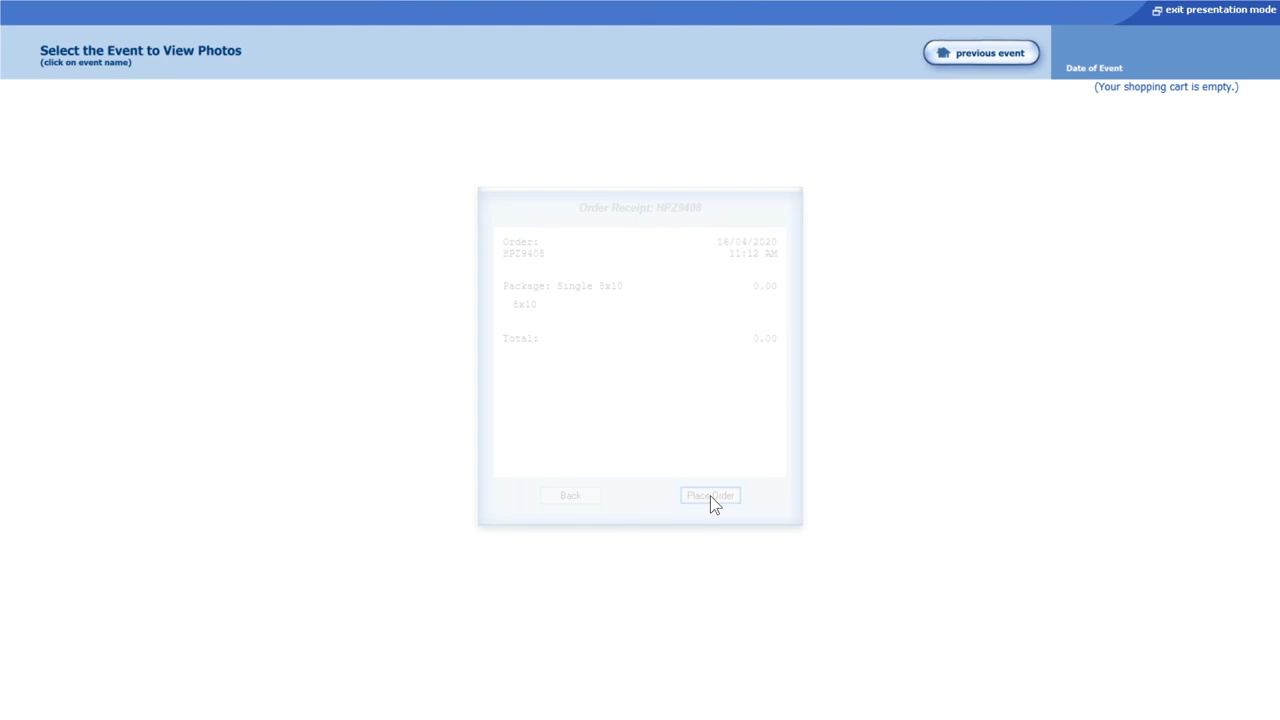 exit presentation mode
Select the Event to View Photos
(click on event name)
previous event
Date of Event
(Your shopping cart is empty.)
Order Receipt: HPZ9408
Order: 16/04/2020
HPZ9408 11:12 AM
Package: Single 8x10 0.00
8x10
Total: 0.00
Back Place Order